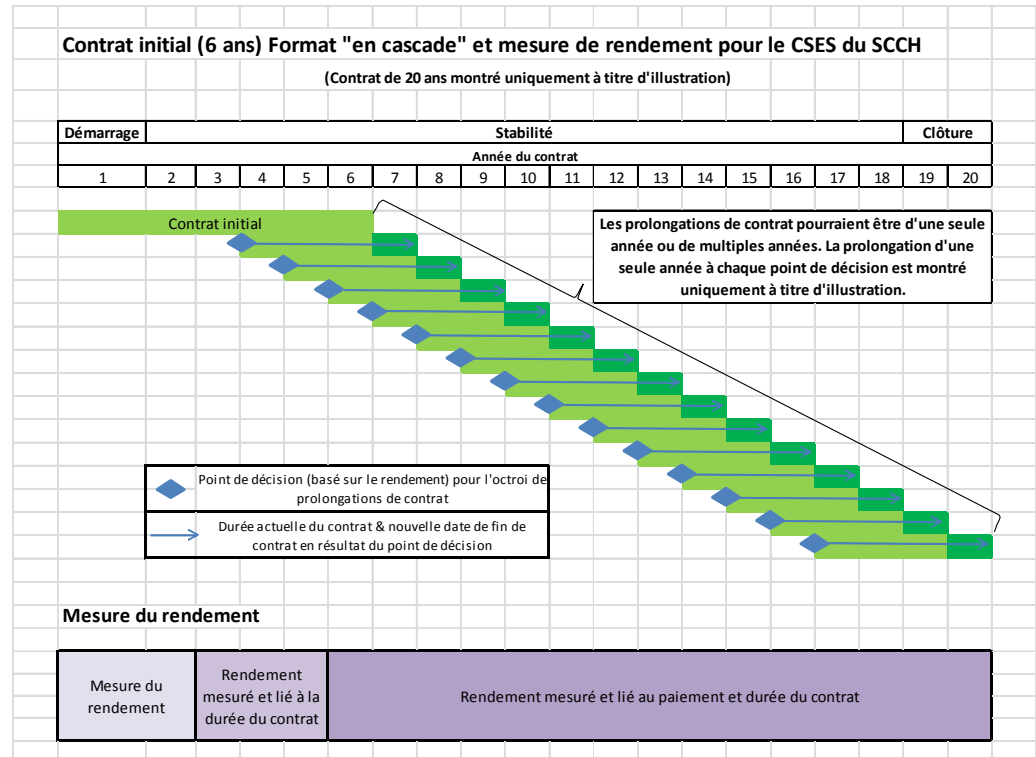 Contrat initial (6 ans) Format "en cascade" et mesure de rendement pour le CSES du SCCH
(Contrat de 20 ans montré uniquement à titre d'illustration)
Démarrage Stabilité Clôture
Année du contrat
1 2 3 4 5 6 7 8 9 10 11 12 13 14 15 16 17 18 19 20
Contrat initial
Les prolongations de contrat pourraient être d'une seule
année ou de multiples années. La prolongation d'une
seule année à chaque point de décision est montré
uniquement à titre d'illustration.
Point de décision (basé sur le rendement) pour l'octroi de
prolongations de contrat
Durée actuelle du contrat & nouvelle date de fin de
contrat en résultat du point de décision
Mesure du rendement
Mesure du
rendement
Rendement
mesuré et lié à la
durée du contrat
Rendement mesuré et lié au paiement et durée du contrat